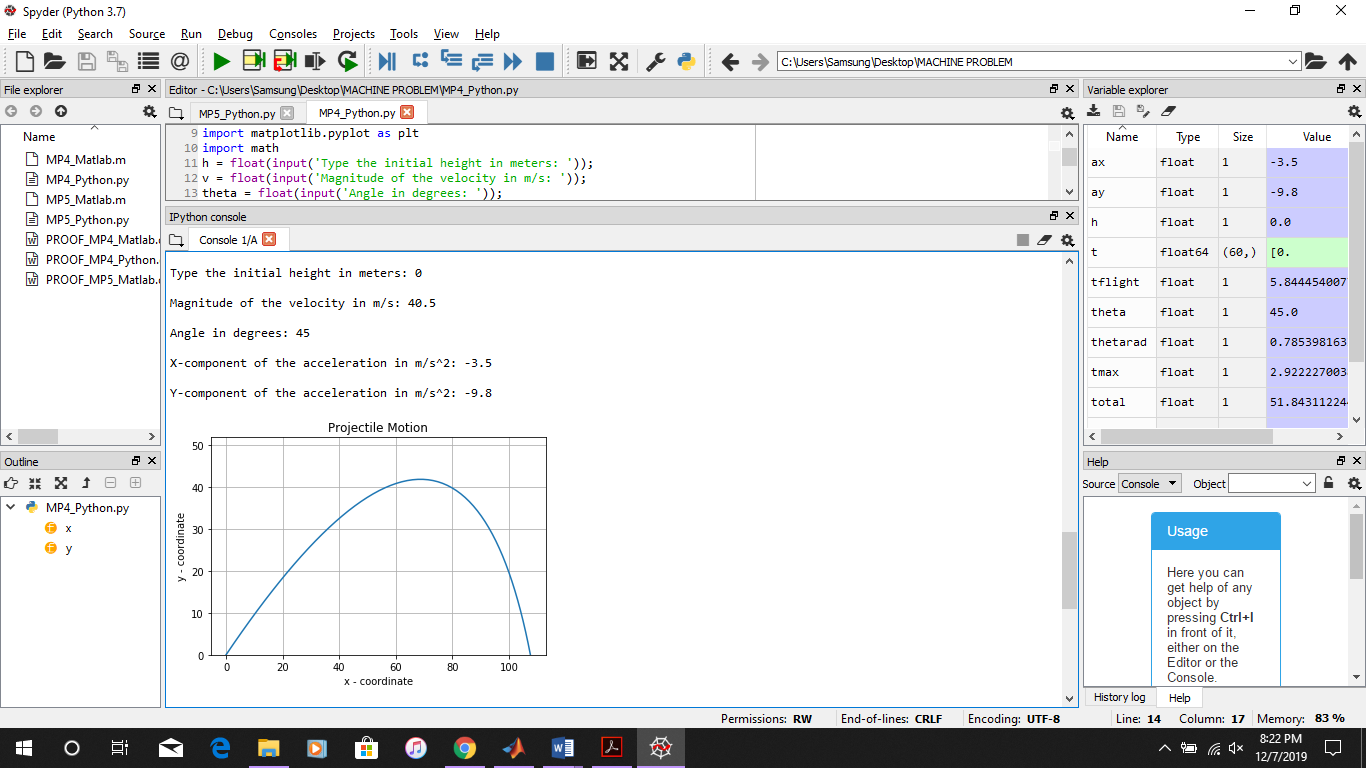 Spyder (Python 3.7)
File Edit Search Source Run Debug Consoles Projects Tools View Help
C:\Users\Samsung\Desktop\MACHINE PROBLEM
File explorer
Name
MP4_Matlab.m
MP4_Python.py
MP5_Matlab.m
MP5_Python.py
PROOF_MP4_Matlab.
PROOF_MP4_Python.
PROOF_MP5_Matlab.
Outline
MP4_Python.py
x
y
Editor - C:\Users\Samsung\Desktop\MACHINE PROBLEM\MP4_Python.py
MP5_Python.py MP4_Python.py
9 import matplotlib.pyplot as plt
10 import math
11 h = float(input('Type the initial height in meters: '));
12 v = float(input('Magnitude of the velocity in m/s: '));
13 theta = float(input('Angle in degrees: '));
IPython console
Console 1/A
Type the initial height in meters: 0
Magnitude of the velocity in m/s: 40.5
Angle in degrees: 45
X-component of the acceleration in m/s^2: -3.5
Y-component of the acceleration in m/s^2: -9.8
Projectile Motion
50
40
30
20
10
0
y - coordinate
0 20 40 60 80 100
x - coordinate
Variable explorer
Name Type Size Value
ax float 1 -3.5
ay float 1 -9.8
h float 1 0.0
t float64 (60,) [0.
tflight float 1 5.844454007
theta float 1 45.0
thetarad float 1 0.785398163
tmax float 1 2.922227003
total float 1 51.84311224
Help
Source Console Object
Usage
Here you can
get help of any
object by
pressing Ctrl+I
in front of it,
either on the
Editor or the
Console.
History log Help
Permissions: RW End-of-lines: CRLF Encoding: UTF-8 Line: 14 Column: 17 Memory: 83 %
8:22 PM
12/7/2019